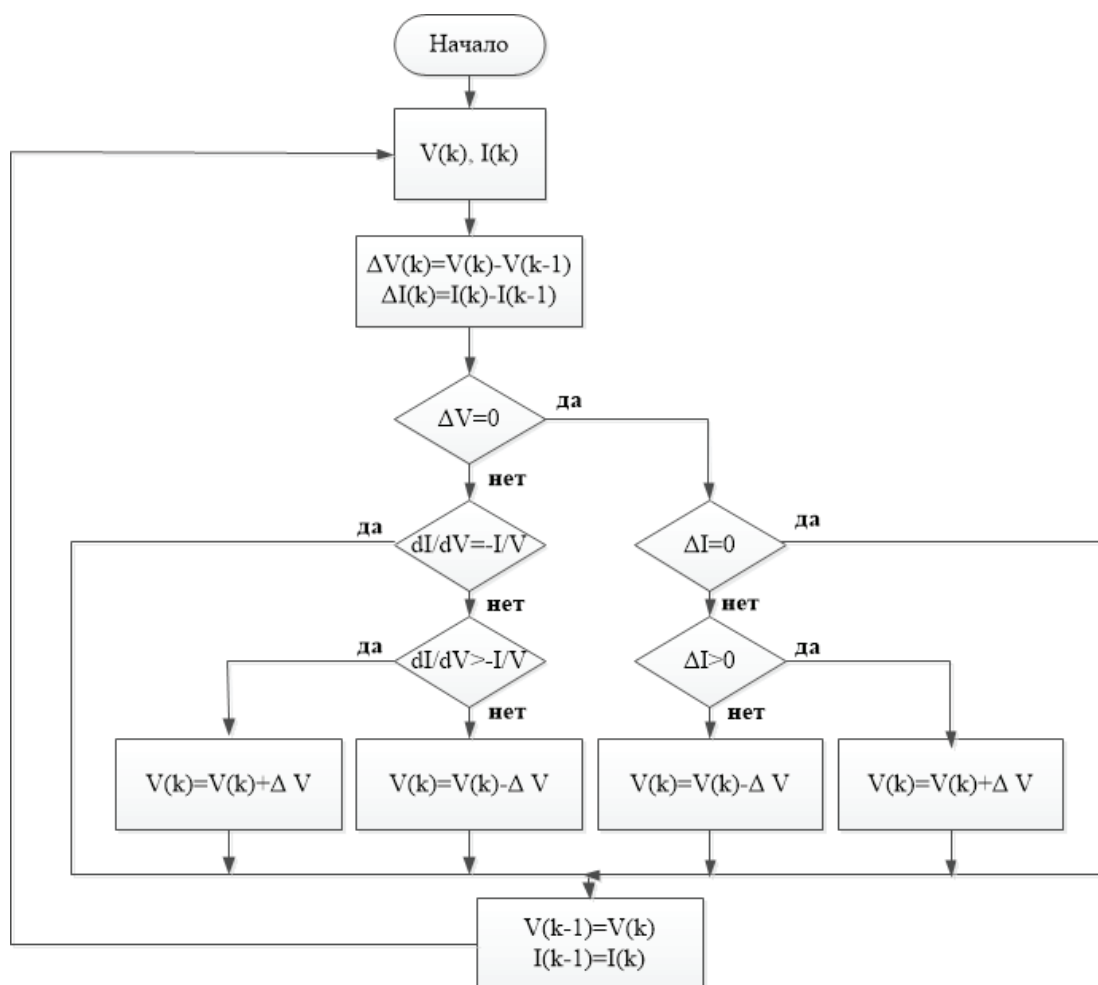 Начало
V(k), I(k)
ΔV(k)=V(k)-V(k-1)
ΔI(k)=I(k)-I(k-1)
ΔV=0
да
нет
да
dI/dV=-I/V
ΔI=0
да
нет
нет
да
dI/dV>-I/V
ΔI>0
да
нет
нет
V(k)=V(k)+Δ V
V(k)=V(k)-Δ V
V(k)=V(k)-Δ V
V(k)=V(k)+Δ V
V(k-1)=V(k)
I(k-1)=I(k)